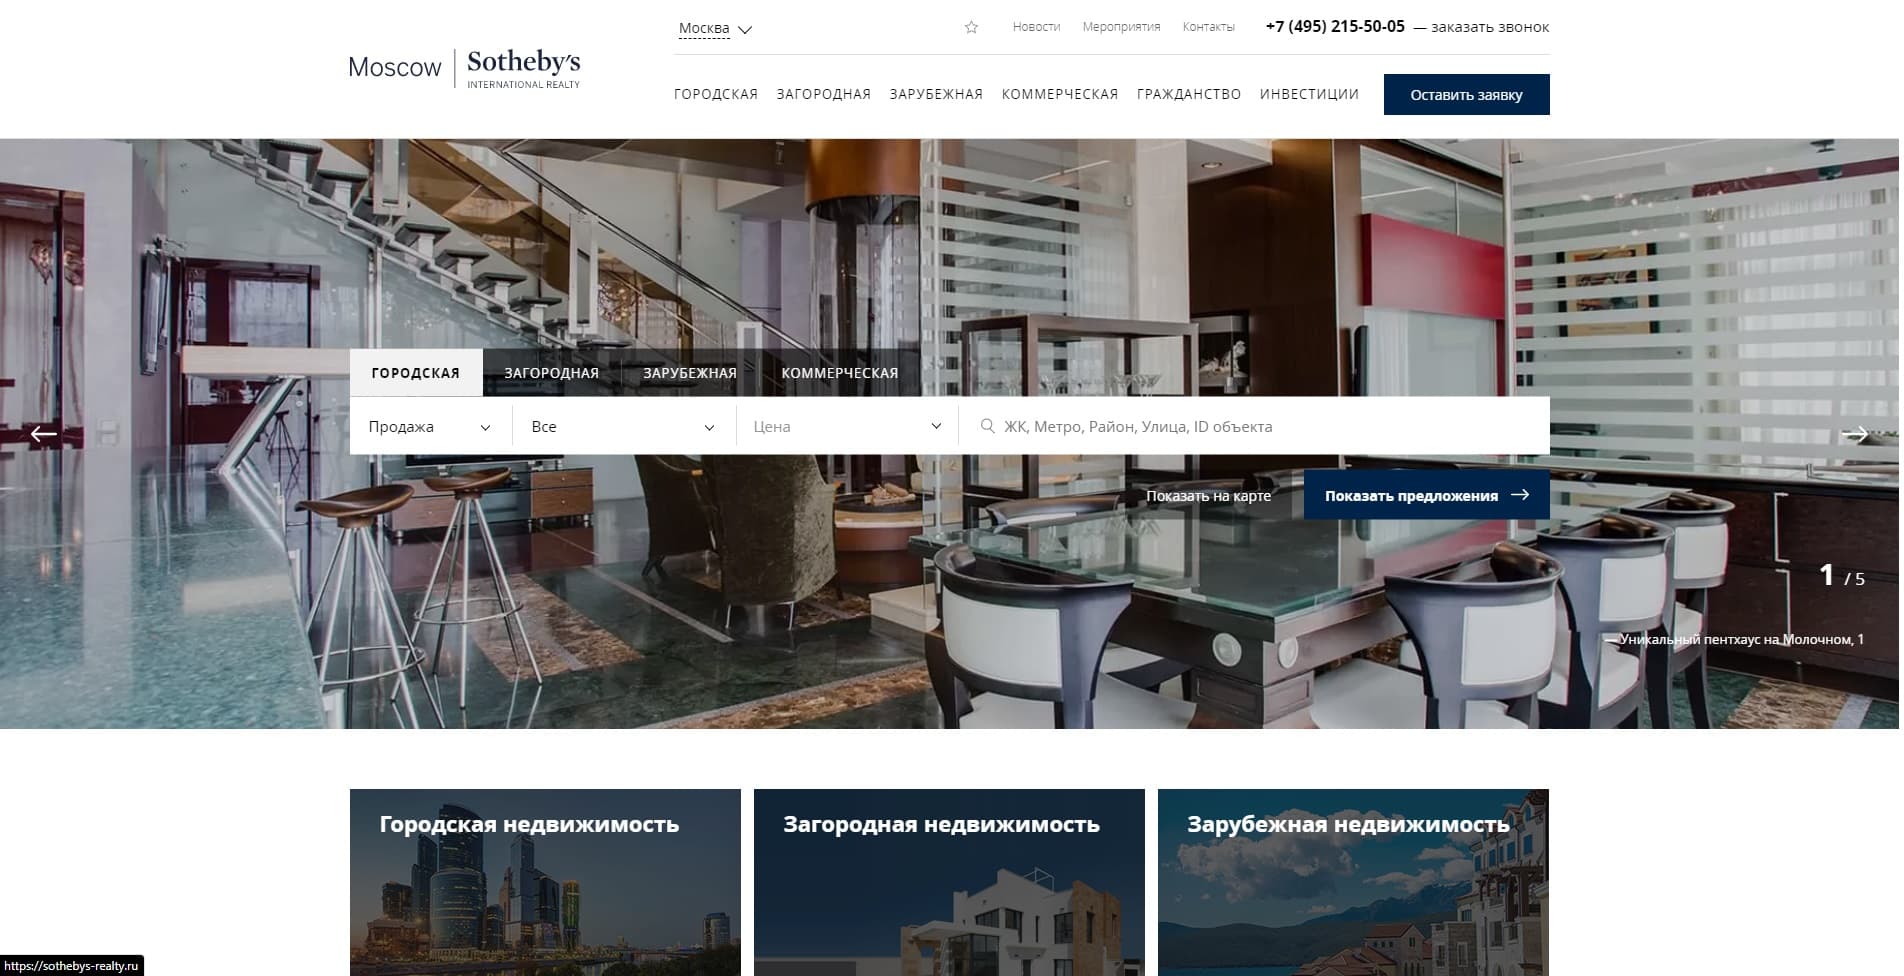 Москва
Новости Мероприятия Контакты +7 (495) 215-50-05 — заказать звонок
Moscow Sotheby's
INTERNATIONAL REALTY
ГОРОДСКАЯ ЗАГОРОДНАЯ ЗАРУБЕЖНАЯ КОММЕРЧЕСКАЯ ГРАЖДАНСТВО ИНВЕСТИЦИИ Оставить заявку
ГОРОДСКАЯ ЗАГОРОДНАЯ ЗАРУБЕЖНАЯ КОММЕРЧЕСКАЯ
Продажа Все Цена ЖК, Метро, Район, Улица, ID объекта
Показать на карте Показать предложения
1 / 5
— Уникальный пентхаус на Молочном, 1
Городская недвижимость Загородная недвижимость Зарубежная недвижимость
https://sothebys-realty.ru